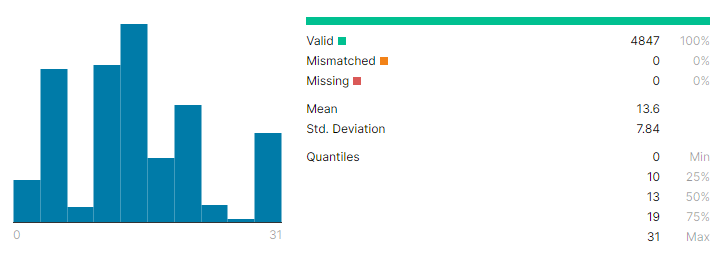 0 31
Valid 4847 100%
Mismatched 0 0%
Missing 0 0%
Mean 13.6
Std. Deviation 7.84
Quantiles 0 Min
10 25%
13 50%
19 75%
31 Max